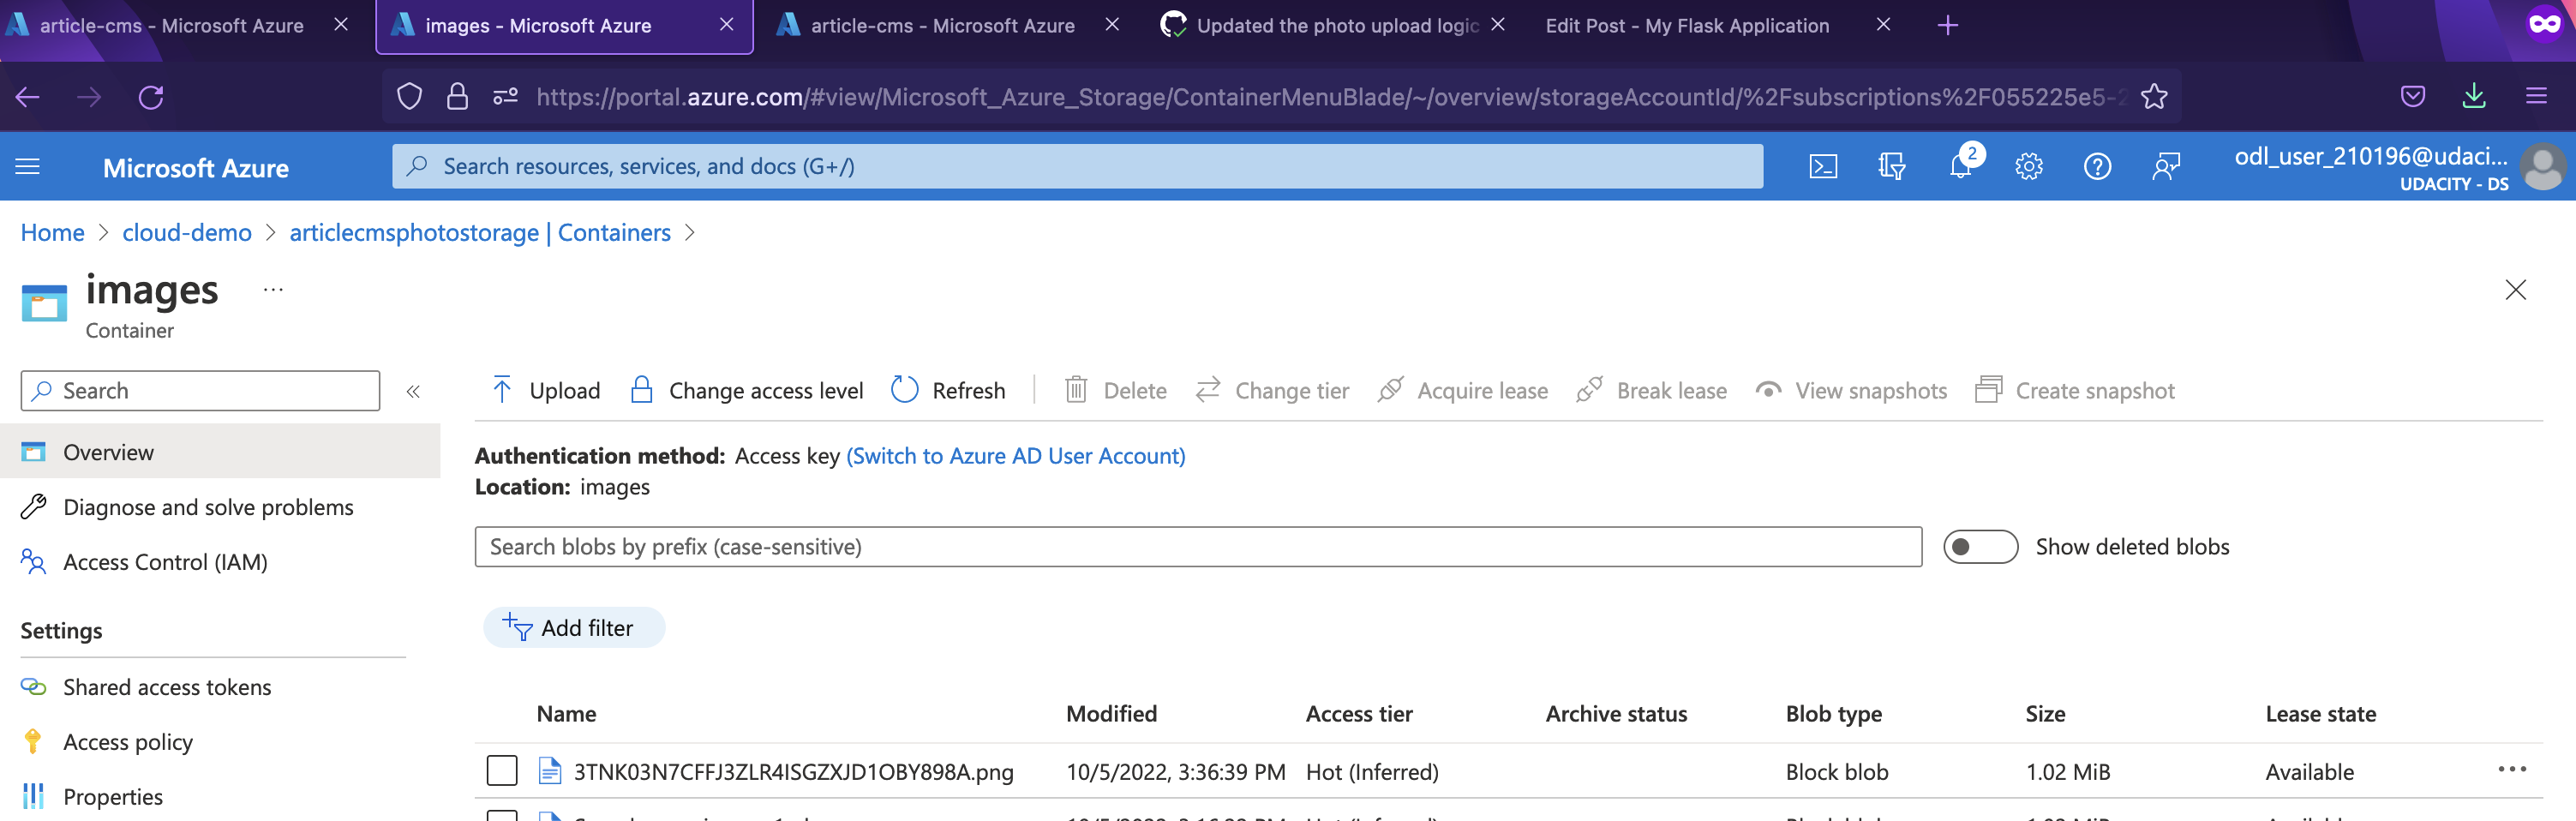 article-cms - Microsoft Azure
images - Microsoft Azure
article-cms - Microsoft Azure
Updated the photo upload logic
Edit Post - My Flask Application
https://portal.azure.com/#view/Microsoft_Azure_Storage/ContainerMenuBlade/~/overview/storageAccountId/%2Fsubscriptions%2F055225e5-2
Microsoft Azure
Search resources, services, and docs (G+/)
2
odl_user_210196@udaci...
UDACITY - DS
Home > cloud-demo > articlecmsphotostorage | Containers >
images ...
Container
Search
«
Upload Change access level Refresh Delete Change tier Acquire lease Break lease View snapshots Create snapshot
Overview
Diagnose and solve problems
Access Control (IAM)
Settings
Shared access tokens
Access policy
Properties
Authentication method: Access key (Switch to Azure AD User Account)
Location: images
Search blobs by prefix (case-sensitive)
Show deleted blobs
Add filter
Name Modified Access tier Archive status Blob type Size Lease state
3TNK03N7CFFJ3ZLR4ISGZXJD1OBY898A.png 10/5/2022, 3:36:39 PM Hot (Inferred) Block blob 1.02 MiB Available ...